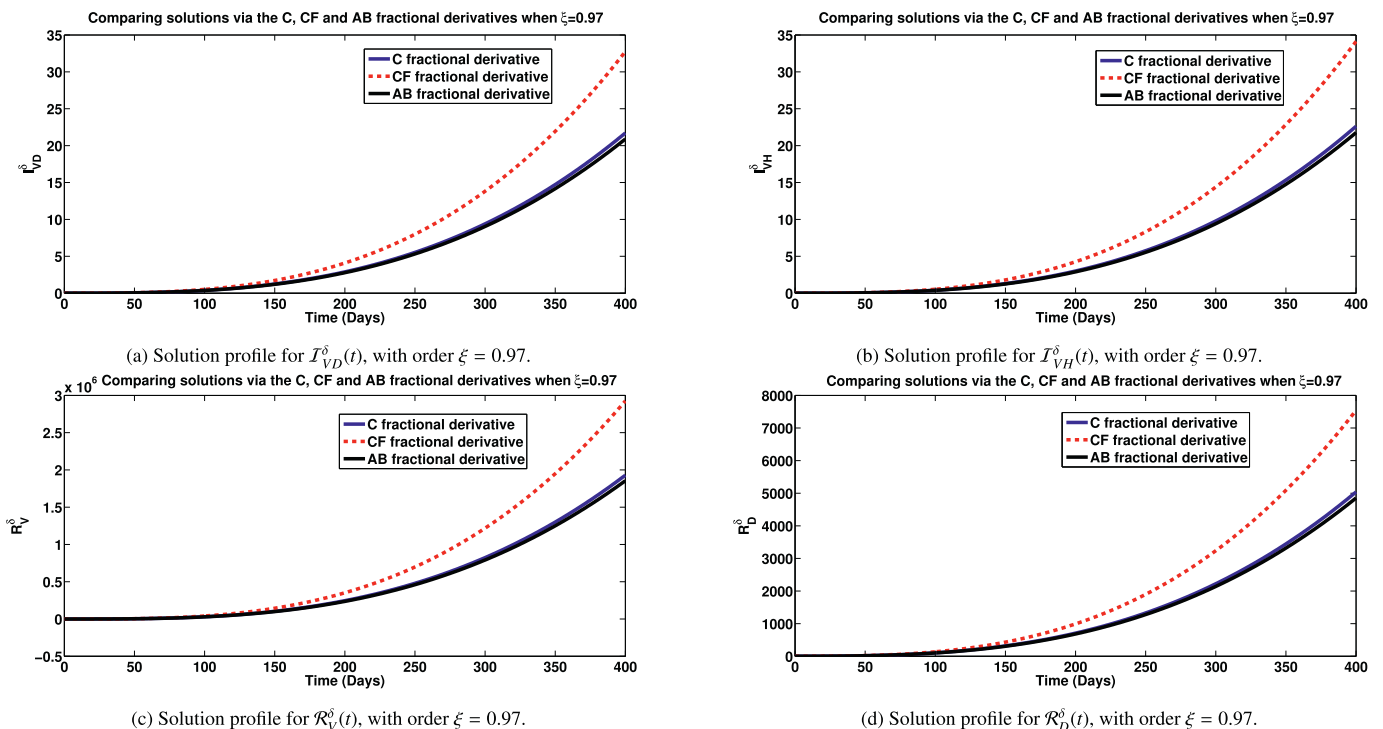 Comparing solutions via the C, CF and AB fractional derivatives when ξ=0.97
35
30
25
20
15
10
5
0
I^δ_VD
C fractional derivative
CF fractional derivative
AB fractional derivative
0 50 100 150 200 250 300 350 400
Time (Days)
(a) Solution profile for I^δ_VD(t), with order ξ = 0.97.
Comparing solutions via the C, CF and AB fractional derivatives when ξ=0.97
35
30
25
20
15
10
5
0
I^δ_VH
C fractional derivative
CF fractional derivative
AB fractional derivative
0 50 100 150 200 250 300 350 400
Time (Days)
(b) Solution profile for I^δ_VH(t), with order ξ = 0.97.
x 10^6 Comparing solutions via the C, CF and AB fractional derivatives when ξ=0.97
3
2.5
2
1.5
1
0.5
0
−0.5
R^δ_V
C fractional derivative
CF fractional derivative
AB fractional derivative
0 50 100 150 200 250 300 350 400
Time (Days)
(c) Solution profile for R^δ_V(t), with order ξ = 0.97.
Comparing solutions via the C, CF and AB fractional derivatives when ξ=0.97
8000
7000
6000
5000
4000
3000
2000
1000
0
R^δ_D
C fractional derivative
CF fractional derivative
AB fractional derivative
0 50 100 150 200 250 300 350 400
Time (Days)
(d) Solution profile for R^δ_D(t), with order ξ = 0.97.